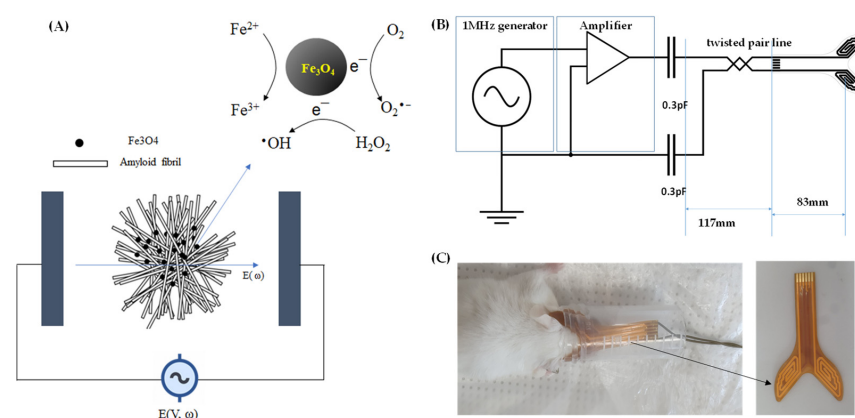 (A)
Fe²⁺
O₂
Fe₃O₄
e⁻
Fe³⁺
e⁻
O₂•⁻
•OH
H₂O₂
Fe3O4
Amyloid fibril
E(ω)
E(V, ω)
(B)
1MHz generator
Amplifier
twisted pair line
0.3pF
0.3pF
83mm
117mm
(C)